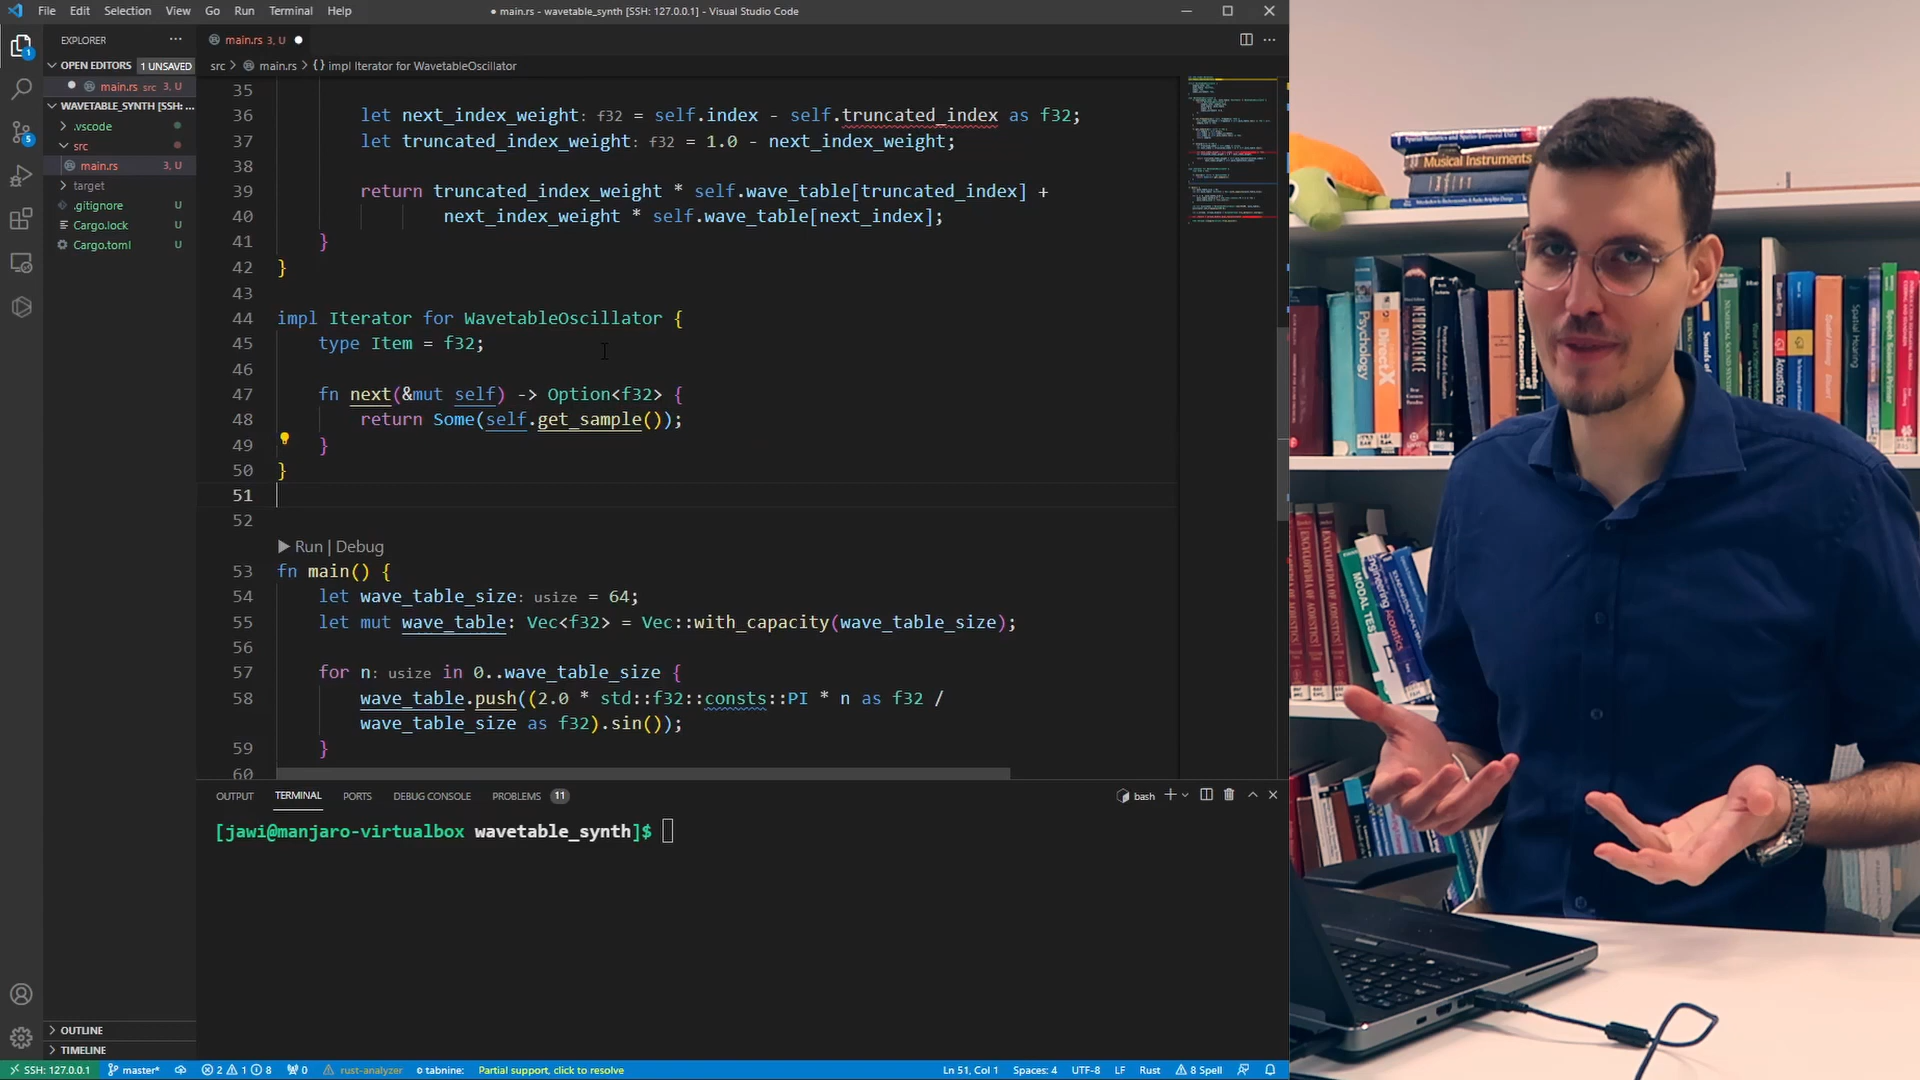 File Edit Selection View Go Run Terminal Help
● main.rs - wavetable_synth [SSH: 127.0.0.1] - Visual Studio Code
EXPLORER
OPEN EDITORS 1 UNSAVED
main.rs src 3, U
WAVETABLE_SYNTH [SSH: ...
.vscode
src
main.rs 3, U
target
.gitignore U
Cargo.lock U
Cargo.toml U
OUTLINE
TIMELINE
main.rs 3, U
src > main.rs > {} impl Iterator for WavetableOscillator
35
36 let next_index_weight: f32 = self.index - self.truncated_index as f32;
37 let truncated_index_weight: f32 = 1.0 - next_index_weight;
38
39 return truncated_index_weight * self.wave_table[truncated_index] +
40 next_index_weight * self.wave_table[next_index];
41 }
42 }
43
44 impl Iterator for WavetableOscillator {
45 type Item = f32;
46
47 fn next(&mut self) -> Option<f32> {
48 return Some(self.get_sample());
49 }
50 }
51
52
Run | Debug
53 fn main() {
54 let wave_table_size: usize = 64;
55 let mut wave_table: Vec<f32> = Vec::with_capacity(wave_table_size);
56
57 for n: usize in 0..wave_table_size {
58 wave_table.push((2.0 * std::f32::consts::PI * n as f32 /
wave_table_size as f32).sin());
59 }
60
OUTPUT TERMINAL PORTS DEBUG CONSOLE PROBLEMS 11
bash
[jawi@manjaro-virtualbox wavetable_synth]$
SSH: 127.0.0.1 master* 2 1 8 0 rust-analyzer tabnine: Partial support, click to resolve
Ln 51, Col 1 Spaces: 4 UTF-8 LF Rust 8 Spell
1
5
Musical Instruments
Psychology
DirectX
NEUROSCIENCE
MODAL TES
Spatial Hearing